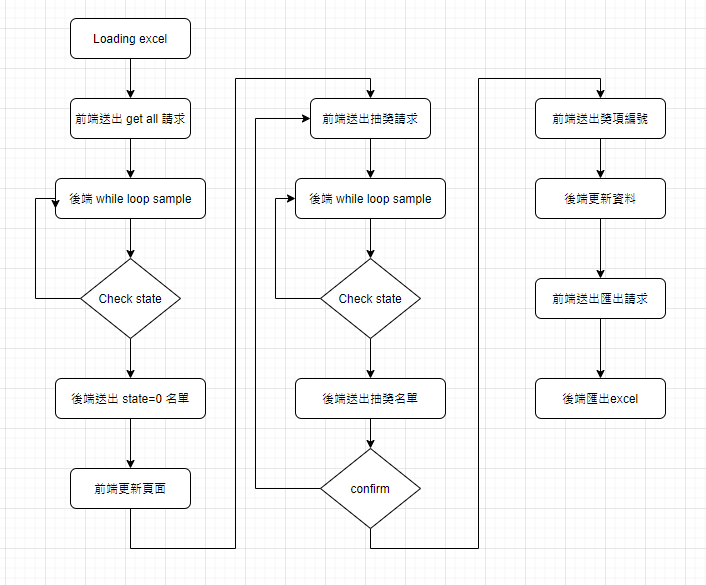 Loading excel
前端送出 get all 請求
後端 while loop sample
Check state
後端送出 state=0 名單
前端更新頁面
前端送出抽獎請求
後端 while loop sample
Check state
後端送出抽獎名單
confirm
前端送出獎項編號
後端更新資料
前端送出匯出請求
後端匯出excel